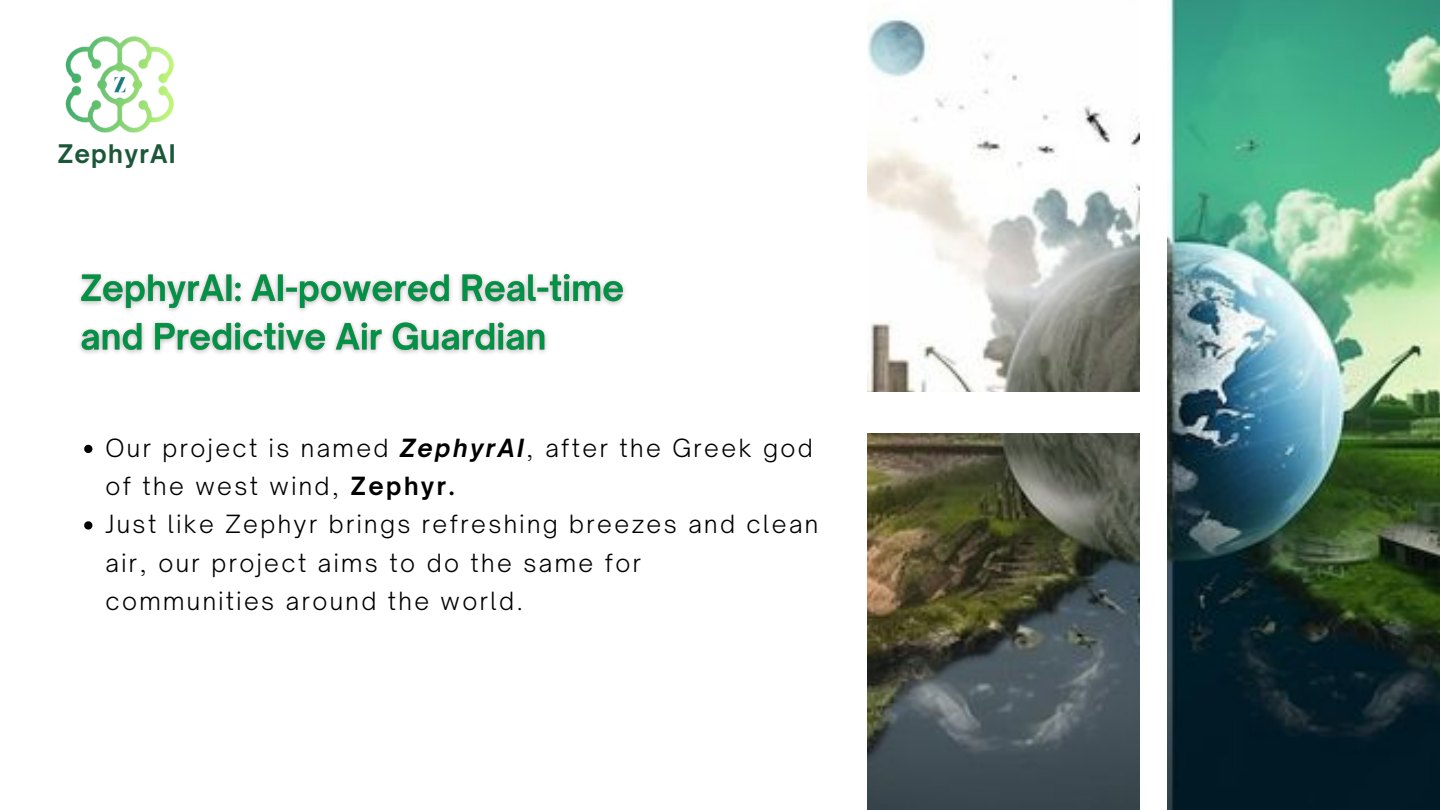 Z
ZephyrAI
ZephyrAI: AI-powered Real-time
and Predictive Air Guardian
• Our project is named ZephyrAI, after the Greek god
of the west wind, Zephyr.
• Just like Zephyr brings refreshing breezes and clean
air, our project aims to do the same for
communities around the world.